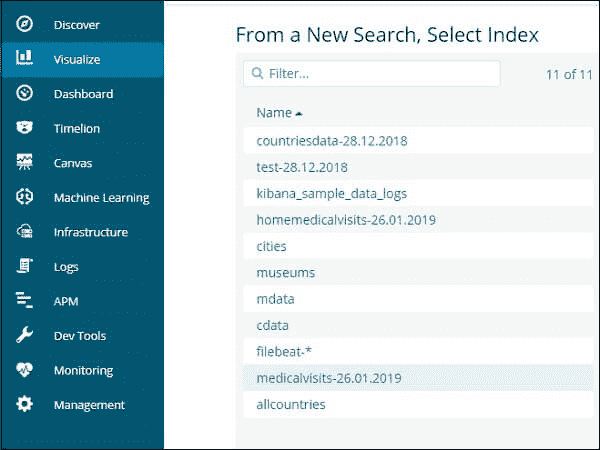 Discover
Visualize
Dashboard
Timelion
Canvas
Machine Learning
Infrastructure
Logs
APM
Dev Tools
Monitoring
Management
From a New Search, Select Index
Filter...
11 of 11
Name
countriesdata-28.12.2018
test-28.12.2018
kibana_sample_data_logs
homemedicalvisits-26.01.2019
cities
museums
mdata
cdata
filebeat-*
medicalvisits-26.01.2019
allcountries